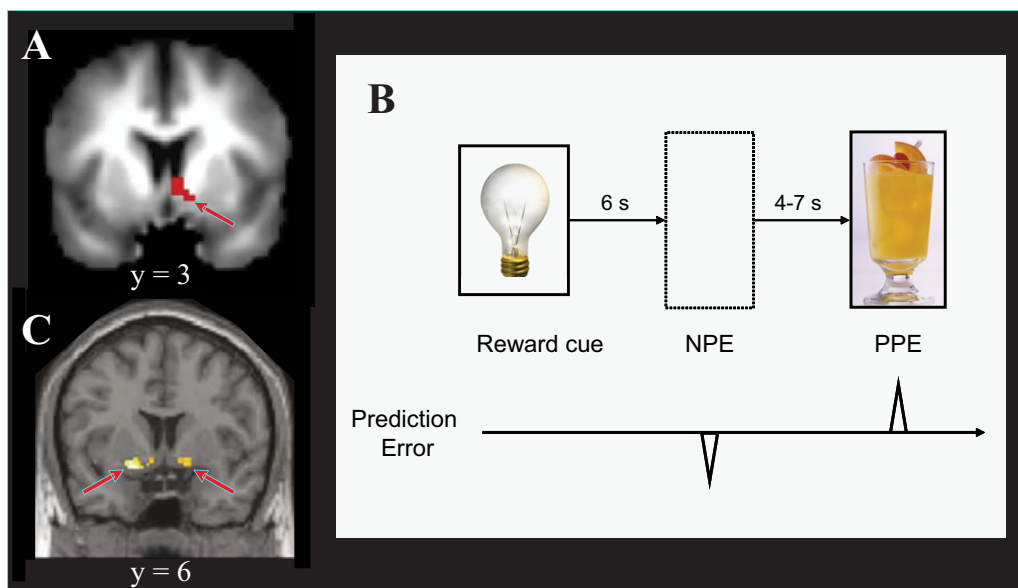 A
y = 3
C
y = 6
B
6 s
4-7 s
Reward cue
NPE
PPE
Prediction
Error